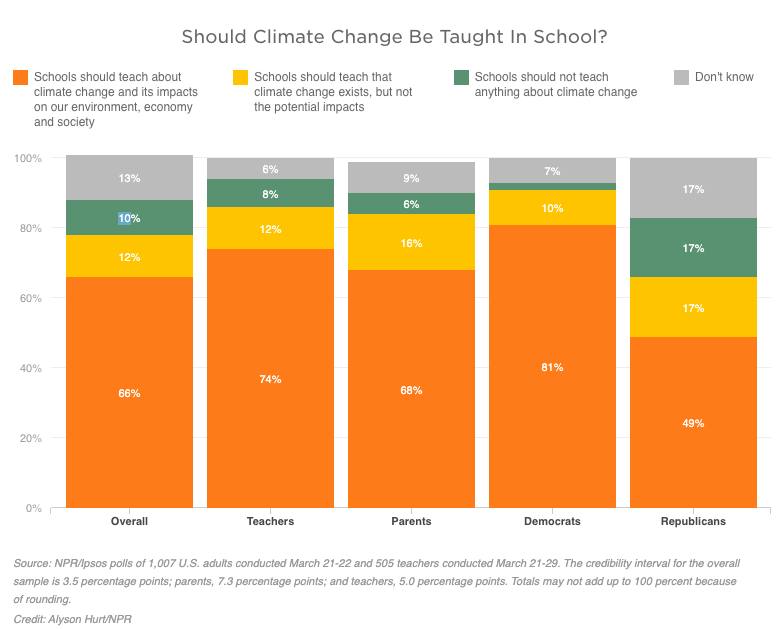 Should Climate Change Be Taught In School?
Schools should teach about
climate change and its impacts
on our environment, economy
and society
Schools should teach that
climate change exists, but not
the potential impacts
Schools should not teach
anything about climate change
Don't know
100%
80%
60%
40%
20%
0%
13%
10%
12%
66%
6%
8%
12%
74%
9%
6%
16%
68%
7%
10%
81%
17%
17%
17%
49%
Overall
Teachers
Parents
Democrats
Republicans
Source: NPR/Ipsos polls of 1,007 U.S. adults conducted March 21-22 and 505 teachers conducted March 21-29. The credibility interval for the overall
sample is 3.5 percentage points; parents, 7.3 percentage points; and teachers, 5.0 percentage points. Totals may not add up to 100 percent because
of rounding.
Credit: Alyson Hurt/NPR